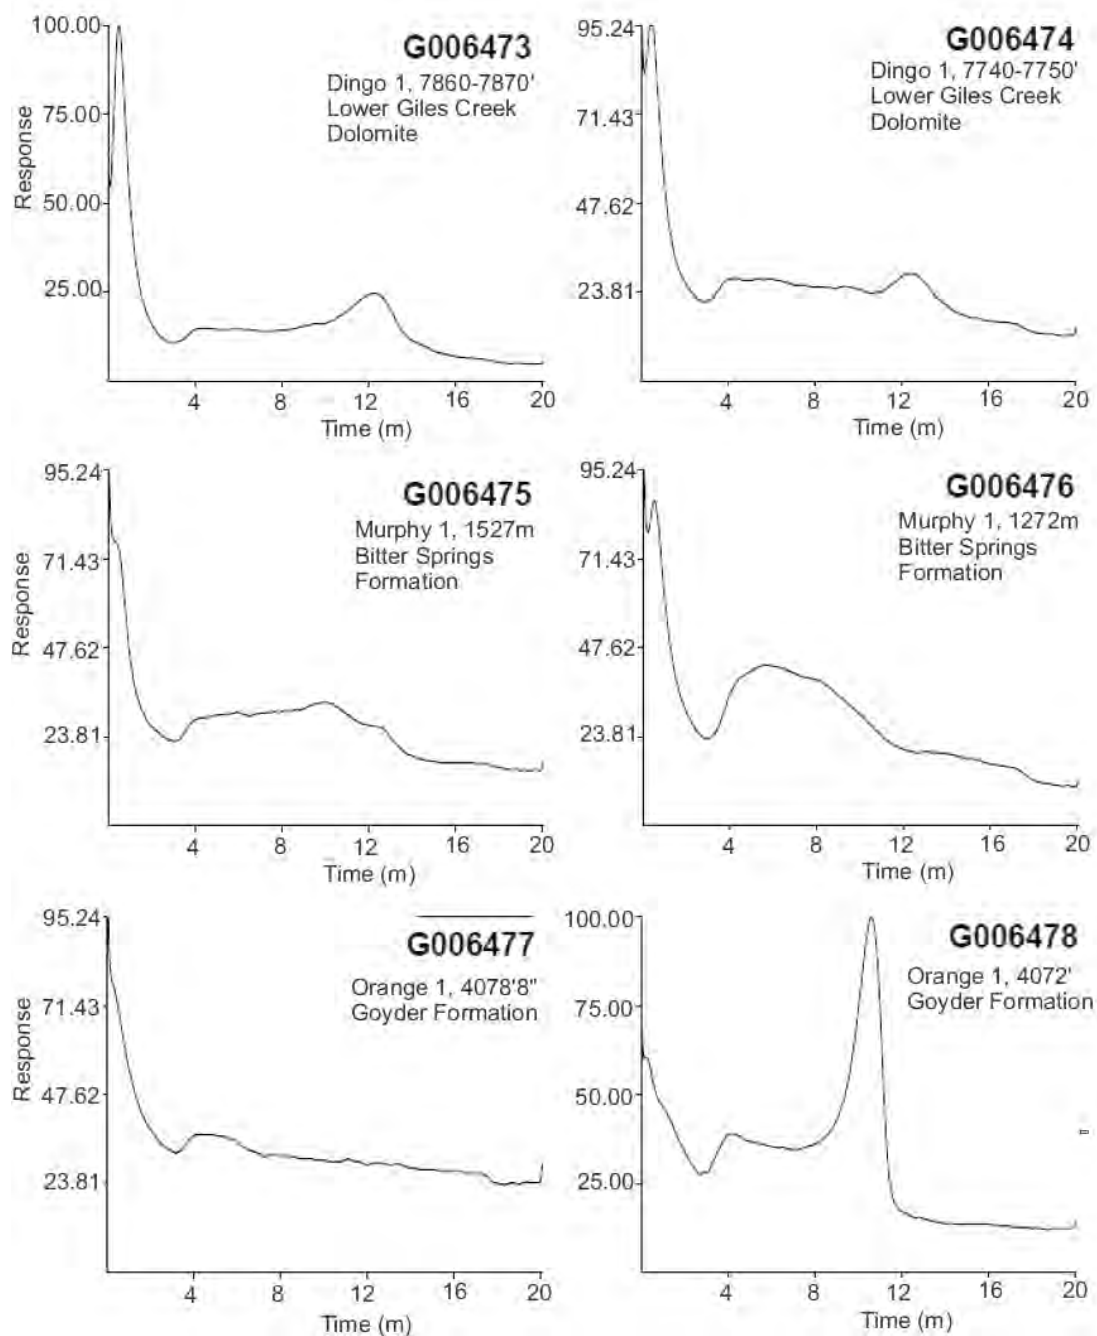 100.00
75.00
50.00
25.00
Response
G006473
Dingo 1, 7860-7870'
Lower Giles Creek
Dolomite
4 8 12 16 20
Time (m)
95.24
71.43
47.62
23.81
G006474
Dingo 1, 7740-7750'
Lower Giles Creek
Dolomite
4 8 12 16 20
Time (m)
95.24
71.43
47.62
23.81
Response
G006475
Murphy 1, 1527m
Bitter Springs
Formation
4 8 12 16 20
Time (m)
95.24
71.43
47.62
23.81
G006476
Murphy 1, 1272m
Bitter Springs
Formation
4 8 12 16 20
Time (m)
95.24
71.43
47.62
23.81
Response
G006477
Orange 1, 4078'8"
Goyder Formation
4 8 12 16 20
Time (m)
100.00
75.00
50.00
25.00
G006478
Orange 1, 4072'
Goyder Formation
4 8 12 16 20
Time (m)